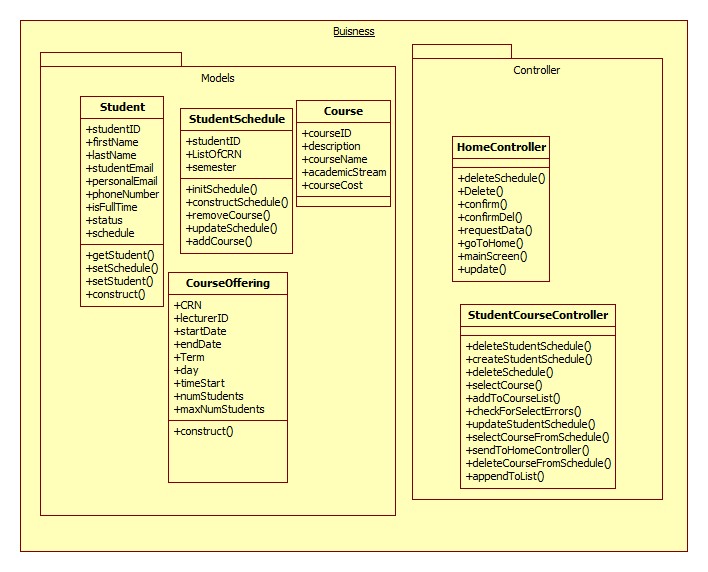 Buisness
Models
Student
+studentID
+firstName
+lastName
+studentEmail
+personalEmail
+phoneNumber
+isFullTime
+status
+schedule
+getStudent()
+setSchedule()
+setStudent()
+construct()
StudentSchedule
+studentID
+ListOfCRN
+semester
+initSchedule()
+constructSchedule()
+removeCourse()
+updateSchedule()
+addCourse()
Course
+courseID
+description
+courseName
+academicStream
+courseCost
CourseOffering
+CRN
+lecturerID
+startDate
+endDate
+Term
+day
+timeStart
+numStudents
+maxNumStudents
+construct()
Controller
HomeController
+deleteSchedule()
+Delete()
+confirm()
+confirmDel()
+requestData()
+goToHome()
+mainScreen()
+update()
StudentCourseController
+deleteStudentSchedule()
+createStudentSchedule()
+deleteSchedule()
+selectCourse()
+addToCourseList()
+checkForSelectErrors()
+updateStudentSchedule()
+selectCourseFromSchedule()
+sendToHomeController()
+deleteCourseFromSchedule()
+appendToList()